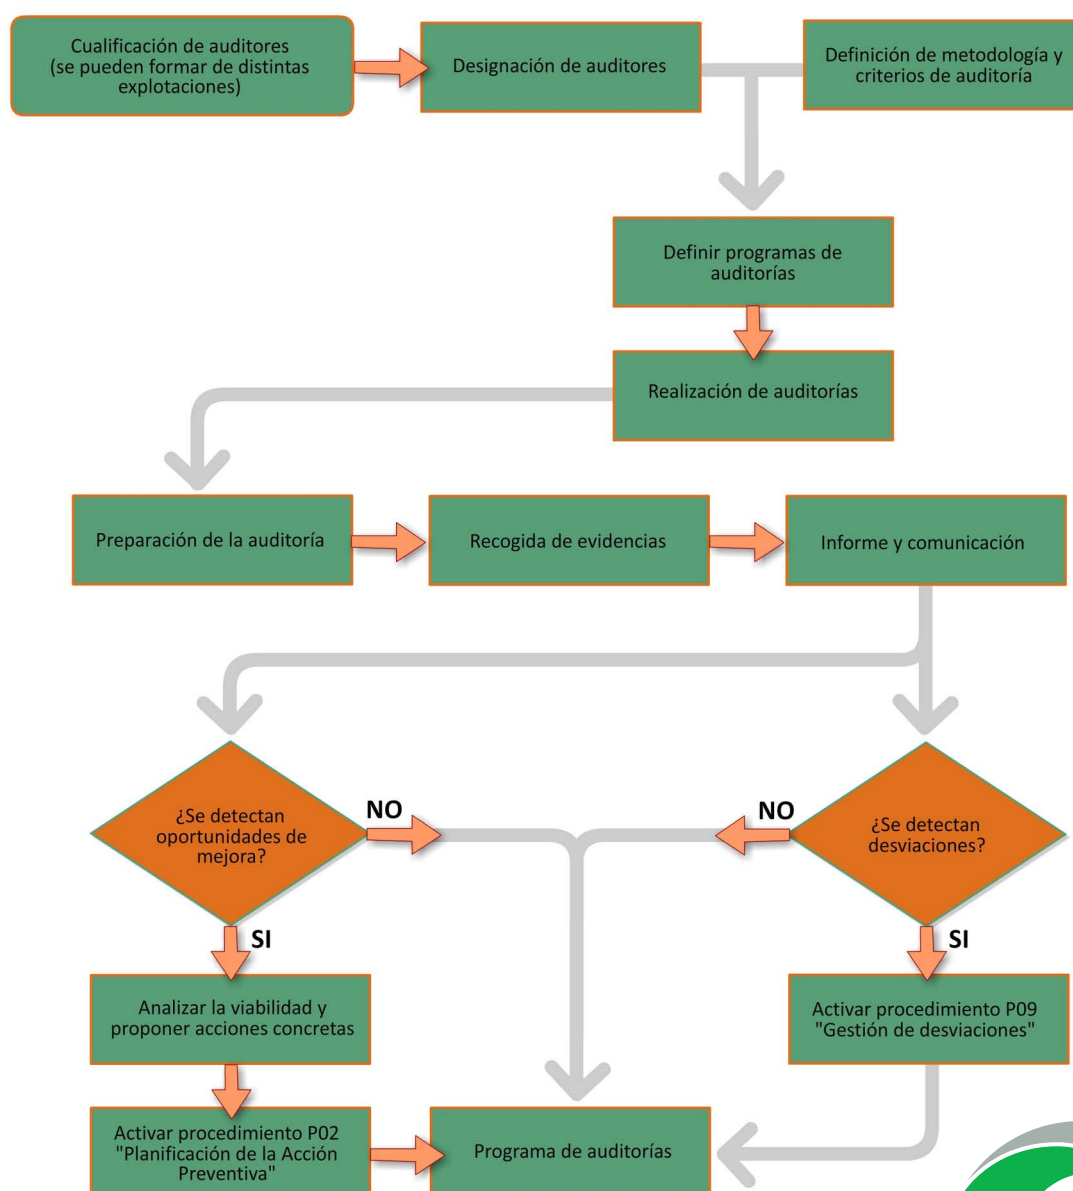 Cualificación de auditores
(se pueden formar de distintas
explotaciones)
Designación de auditores
Definición de metodología y
criterios de auditoría
Definir programas de
auditorías
Realización de auditorías
Preparación de la auditoría
Recogida de evidencias
Informe y comunicación
¿Se detectan
oportunidades de
mejora?
NO
NO
¿Se detectan
desviaciones?
SI
SI
Analizar la viabilidad y
proponer acciones concretas
Activar procedimiento P09
"Gestión de desviaciones"
Activar procedimiento P02
"Planificación de la Acción
Preventiva"
Programa de auditorías